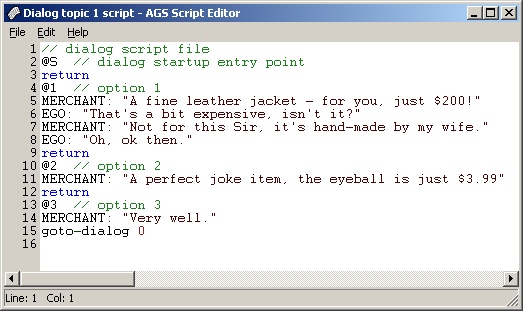 Dialog topic 1 script - AGS Script Editor
File Edit Help
1 // dialog script file
2 @S // dialog startup entry point
3 return
4 @1 // option 1
5 MERCHANT: "A fine leather jacket - for you, just $200!"
6 EGO: "That's a bit expensive, isn't it?"
7 MERCHANT: "Not for this Sir, it's hand-made by my wife."
8 EGO: "Oh, ok then."
9 return
10 @2 // option 2
11 MERCHANT: "A perfect joke item, the eyeball is just $3.99"
12 return
13 @3 // option 3
14 MERCHANT: "Very well."
15 goto-dialog 0
16
Line: 1 Col: 1